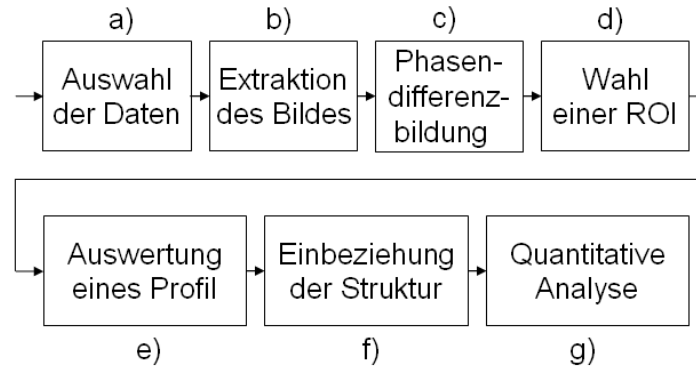 a)
b)
c)
d)
Auswahl
der Daten
Extraktion
des Bildes
Phasen-
differenz-
bildung
Wahl
einer ROI
Auswertung
eines Profil
Einbeziehung
der Struktur
Quantitative
Analyse
e)
f)
g)